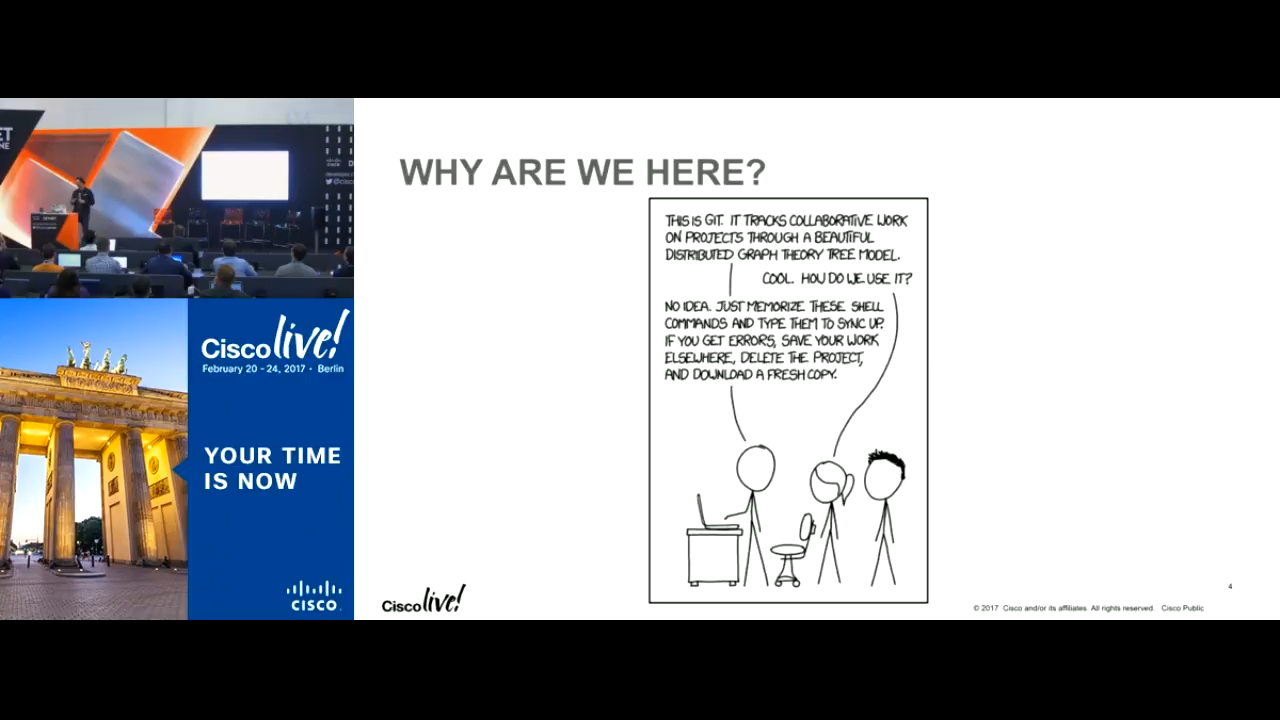 WHY ARE WE HERE?
THIS IS GIT. IT TRACKS COLLABORATIVE WORK
ON PROJECTS THROUGH A BEAUTIFUL
DISTRIBUTED GRAPH THEORY TREE MODEL.
COOL. HOW DO WE USE IT?
NO IDEA. JUST MEMORIZE THESE SHELL
COMMANDS AND TYPE THEM TO SYNC UP.
IF YOU GET ERRORS, SAVE YOUR WORK
ELSEWHERE, DELETE THE PROJECT,
AND DOWNLOAD A FRESH COPY.
Cisco live!
February 20 - 24, 2017 • Berlin
YOUR TIME
IS NOW
CISCO
Cisco live!
4
© 2017 Cisco and/or its affiliates. All rights reserved. Cisco Public